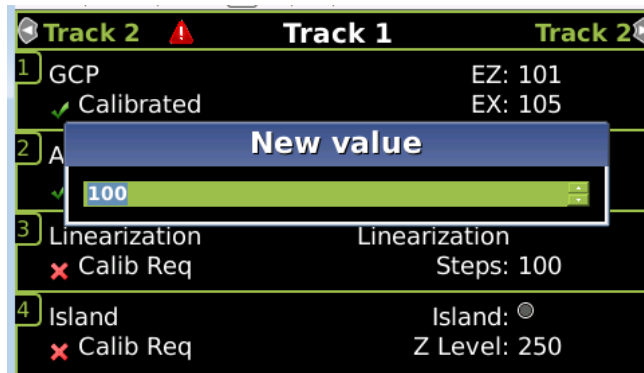 Track 2 Track 1 Track 2
1 GCP EZ: 101
Calibrated EX: 105
New value
2 A
100
3 Linearization Linearization
Calib Req Steps: 100
4 Island Island:
Calib Req Z Level: 250